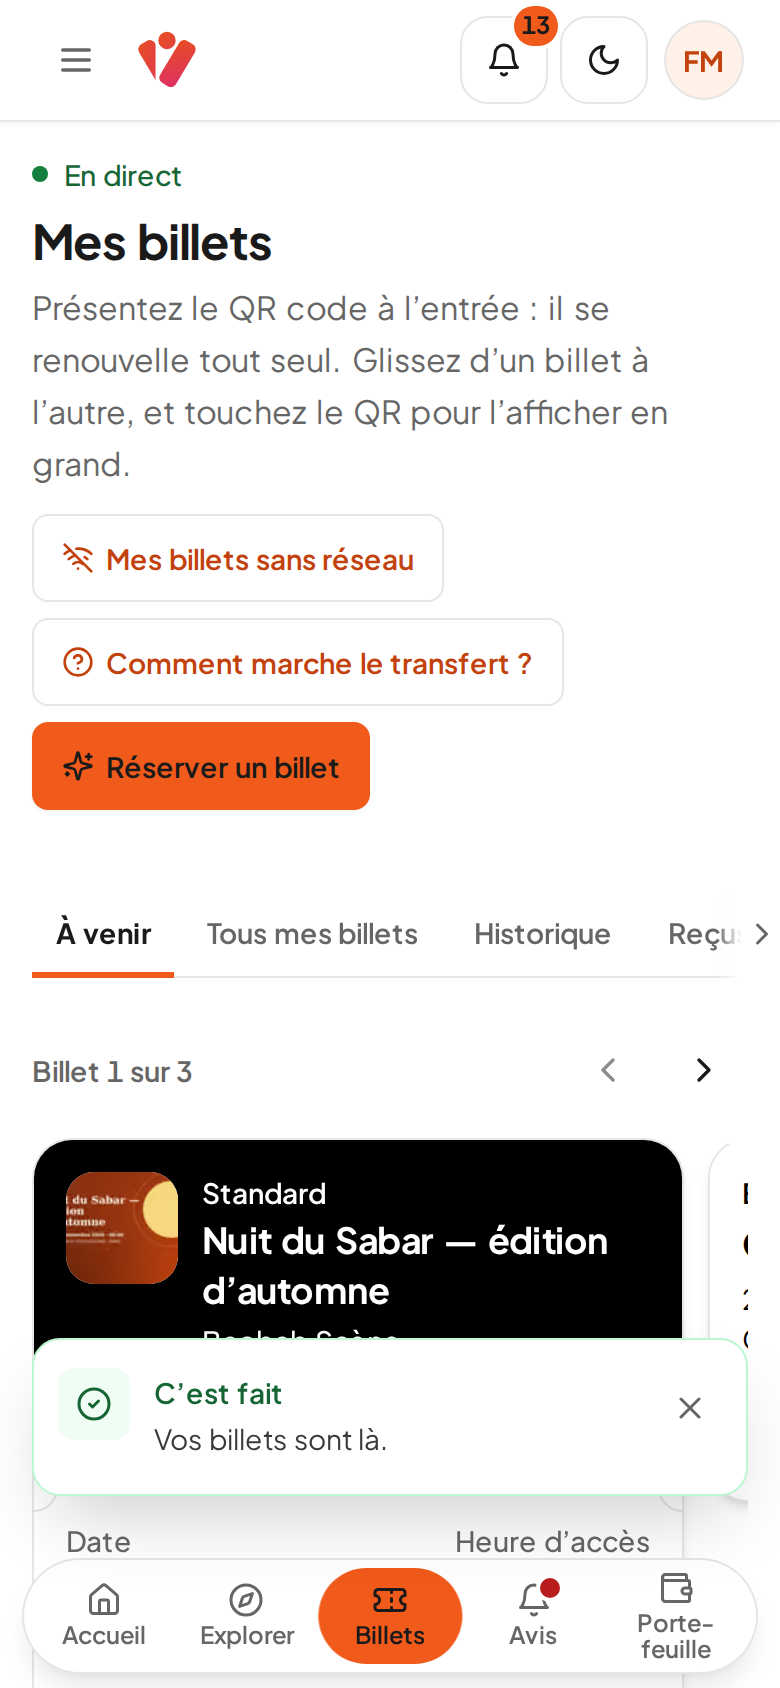 13
FM
En direct
Mes billets
Présentez le QR code à l’entrée : il se
renouvelle tout seul. Glissez d’un billet à
l’autre, et touchez le QR pour l’afficher en
grand.
Mes billets sans réseau
Comment marche le transfert ?
Réserver un billet
À venir Tous mes billets Historique Reçus
Billet 1 sur 3
Standard
Nuit du Sabar — édition
d’automne
du Sabar —
C’est fait
Vos billets sont là.
Date Heure d’accès
Accueil Explorer Billets Avis Porte-
feuille